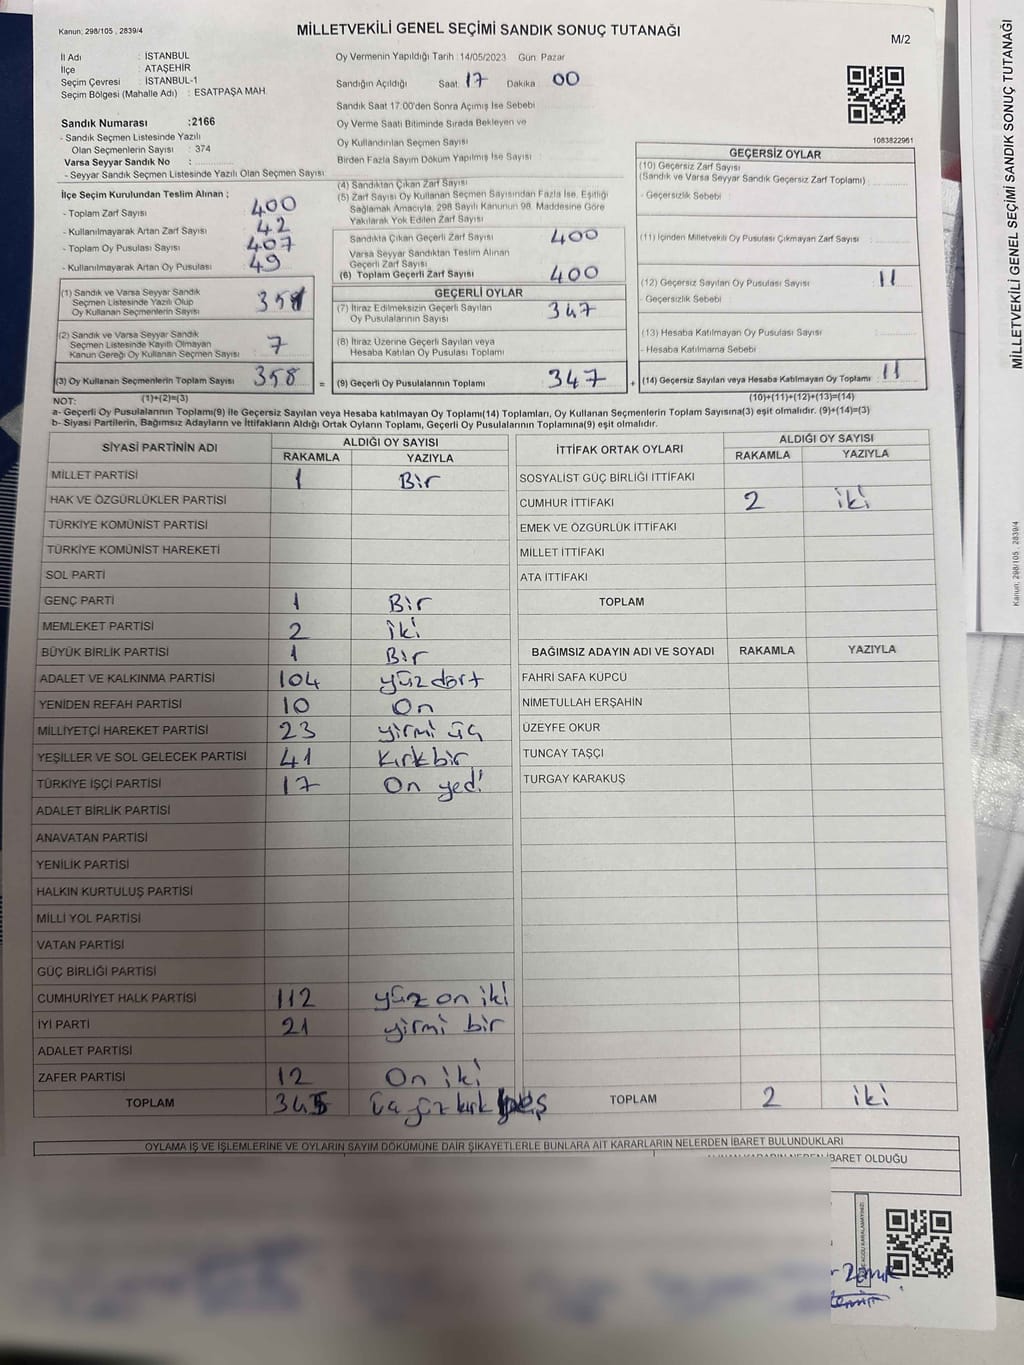 Kanun; 298/105 , 2839/4
MİLLETVEKİLİ GENEL SEÇİMİ SANDIK SONUÇ TUTANAĞI
M/2
İl Adı : İSTANBUL
İlçe : ATAŞEHİR
Seçim Çevresi : İSTANBUL-1
Seçim Bölgesi (Mahalle Adı) : ESATPAŞA MAH.
Sandık Numarası :2166
- Sandık Seçmen Listesinde Yazılı
Olan Seçmenlerin Sayısı : 374
Varsa Seyyar Sandık No :
- Seyyar Sandık Seçmen Listesinde Yazılı Olan Seçmen Sayısı
Oy Vermenin Yapıldığı Tarih :14/05/2023 Gün Pazar
Sandığın Açıldığı Saat: 17 Dakika: 00
Sandık Saat 17:00'den Sonra Açımış İse Sebebi
Oy Verme Saati Bitiminde Sırada Bekleyen ve
Oy Kullandırılan Seçmen Sayısı
Birden Fazla Sayım Döküm Yapılmış İse Sayısı :
1083822961
İlçe Seçim Kurulundan Teslim Alınan ;
- Toplam Zarf Sayısı 400
- Kullanılmayarak Artan Zarf Sayısı 42
- Toplam Oy Pusulası Sayısı 407
- Kullanılmayarak Artan Oy Pusulası 49
(1) Sandık ve Varsa Seyyar Sandık
Seçmen Listesinde Yazılı Olup
Oy Kullanan Seçmenlerin Sayısı 351
(2) Sandık ve Varsa Seyyar Sandık
Seçmen Listesinde Kayıtlı Olmayan
Kanun Gereği Oy Kullanan Seçmen Sayısı 7
(3) Oy Kullanan Seçmenlerin Toplam Sayısı 358 =
(4) Sandıktan Çıkan Zarf Sayısı
(5) Zarf Sayısı Oy Kullanan Seçmen Sayısından Fazla İse, Eşitliği
Sağlamak Amacıyla, 298 Sayılı Kanunun 98. Maddesine Göre
Yakılarak Yok Edilen Zarf Sayısı
Sandıkta Çıkan Geçerli Zarf Sayısı 400
Varsa Seyyar Sandıktan Teslim Alınan
Geçerli Zarf Sayısı
(6) Toplam Geçerli Zarf Sayısı 400
GEÇERLİ OYLAR
(7) İtiraz Edilmeksizin Geçerli Sayılan
Oy Pusulalarının Sayısı 347
(8) İtiraz Üzerine Geçerli Sayılan veya
Hesaba Katılan Oy Pusulası Toplamı
(9) Geçerli Oy Pusulalarının Toplamı 347 +
GEÇERSİZ OYLAR
(10) Geçersiz Zarf Sayısı
(Sandık ve Varsa Seyyar Sandık Geçersiz Zarf Toplamı) :
- Geçersizlik Sebebi :
(11) İçinden Milletvekili Oy Pusulası Çıkmayan Zarf Sayısı :
(12) Geçersiz Sayılan Oy Pusulası Sayısı : 11
- Geçersizlik Sebebi :
(13) Hesaba Katılmayan Oy Pusulası Sayısı :
- Hesaba Katılmama Sebebi
(14) Geçersiz Sayılan veya Hesaba Katılmayan Oy Toplamı : 11
NOT: (1)+(2)=(3) (10)+(11)+(12)+(13)=(14)
a- Geçerli Oy Pusulalarının Toplamı(9) İle Geçersiz Sayılan veya Hesaba katılmayan Oy Toplamı(14) Toplamları, Oy Kullanan Seçmenlerin Toplam Sayısına(3) eşit olmalıdır. (9)+(14)=(3)
b- Siyasi Partilerin, Bağımsız Adayların ve İttifakların Aldığı Ortak Oyların Toplamı, Geçerli Oy Pusulalarının Toplamına(9) eşit olmalıdır.
SİYASİ PARTİNİN ADI ALDIĞI OY SAYISI
RAKAMLA YAZIYLA
MİLLET PARTİSİ 1 Bir
HAK VE ÖZGÜRLÜKLER PARTİSİ
TÜRKİYE KOMÜNİST PARTİSİ
TÜRKİYE KOMÜNİST HAREKETİ
SOL PARTİ
GENÇ PARTİ 1 Bir
MEMLEKET PARTİSİ 2 iki
BÜYÜK BİRLİK PARTİSİ 1 Bir
ADALET VE KALKINMA PARTİSİ 104 yüz dört
YENİDEN REFAH PARTİSİ 10 On
MİLLİYETÇİ HAREKET PARTİSİ 23 yirmi üç
YEŞİLLER VE SOL GELECEK PARTİSİ 41 Kırkbir
TÜRKİYE İŞÇİ PARTİSİ 17 On yedi
ADALET BİRLİK PARTİSİ
ANAVATAN PARTİSİ
YENİLİK PARTİSİ
HALKIN KURTULUŞ PARTİSİ
MİLLİ YOL PARTİSİ
VATAN PARTİSİ
GÜÇ BİRLİĞİ PARTİSİ
CUMHURİYET HALK PARTİSİ 112 yüz on iki
İYİ PARTİ 21 yirmi bir
ADALET PARTİSİ
ZAFER PARTİSİ 12 On iki
TOPLAM 345 üç yüz kırk beş
İTTİFAK ORTAK OYLARI ALDIĞI OY SAYISI
RAKAMLA YAZIYLA
SOSYALİST GÜÇ BİRLİĞİ İTTİFAKI
CUMHUR İTTİFAKI 2 iki
EMEK VE ÖZGÜRLÜK İTTİFAKI
MİLLET İTTİFAKI
ATA İTTİFAKI
TOPLAM
BAĞIMSIZ ADAYIN ADI VE SOYADI RAKAMLA YAZIYLA
FAHRİ SAFA KÜPCÜ
NİMETULLAH ERŞAHİN
ÜZEYFE OKUR
TUNCAY TAŞÇI
TURGAY KARAKUŞ
TOPLAM 2 iki
OYLAMA İŞ VE İŞLEMLERİNE VE OYLARIN SAYIM DÖKÜMÜNE DAİR ŞİKAYETLERLE BUNLARA AİT KARARLARIN NELERDEN İBARET BULUNDUKLARI
İBARET OLDUĞU
MİLLETVEKİLİ GENEL SEÇİMİ SANDIK SONUÇ TUTANAĞI
Kanun; 298/105 , 2839/4